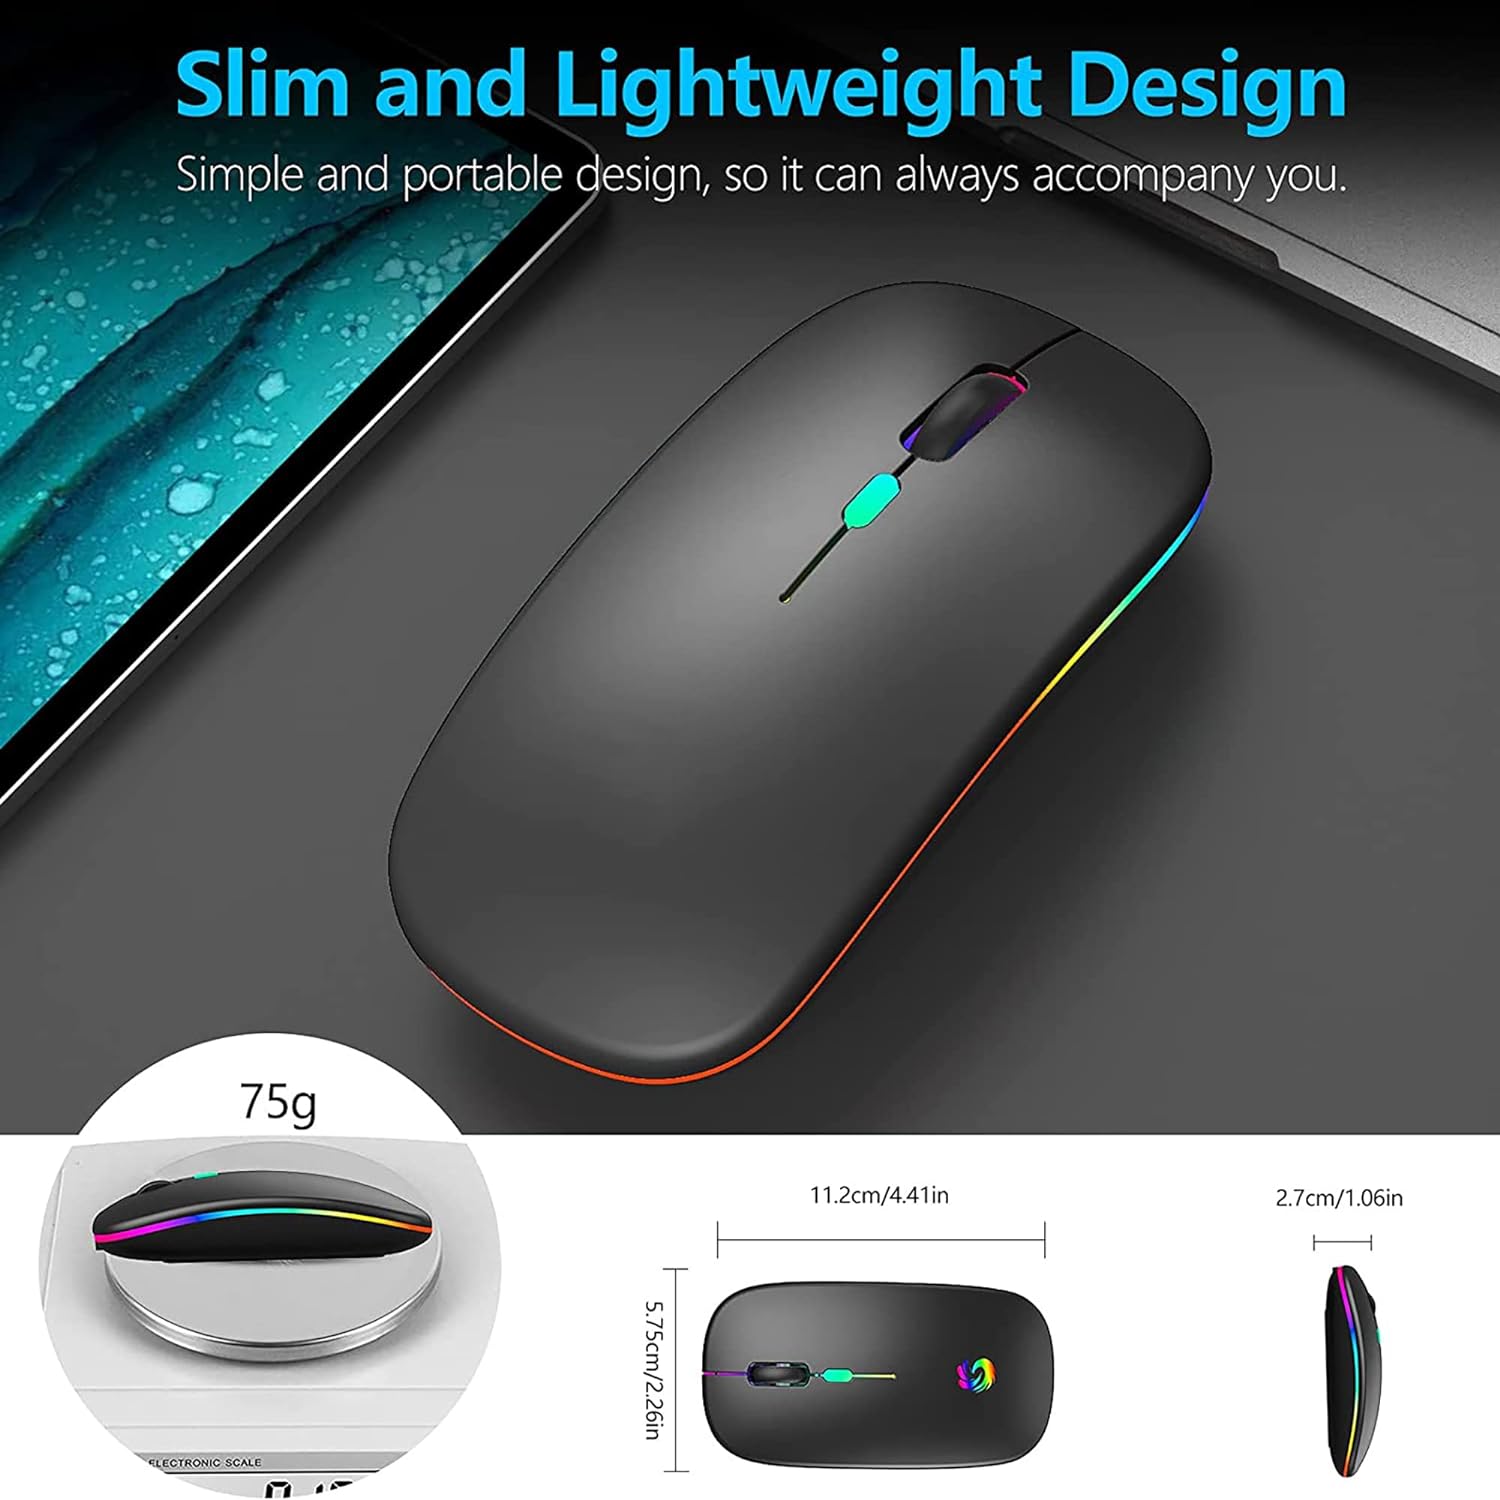 Slim and Lightweight Design
Simple and portable design, so it can always accompany you.
75g
11.2cm/4.41in
2.7cm/1.06in
5.75cm/2.26in
ELECTRONIC SCALE